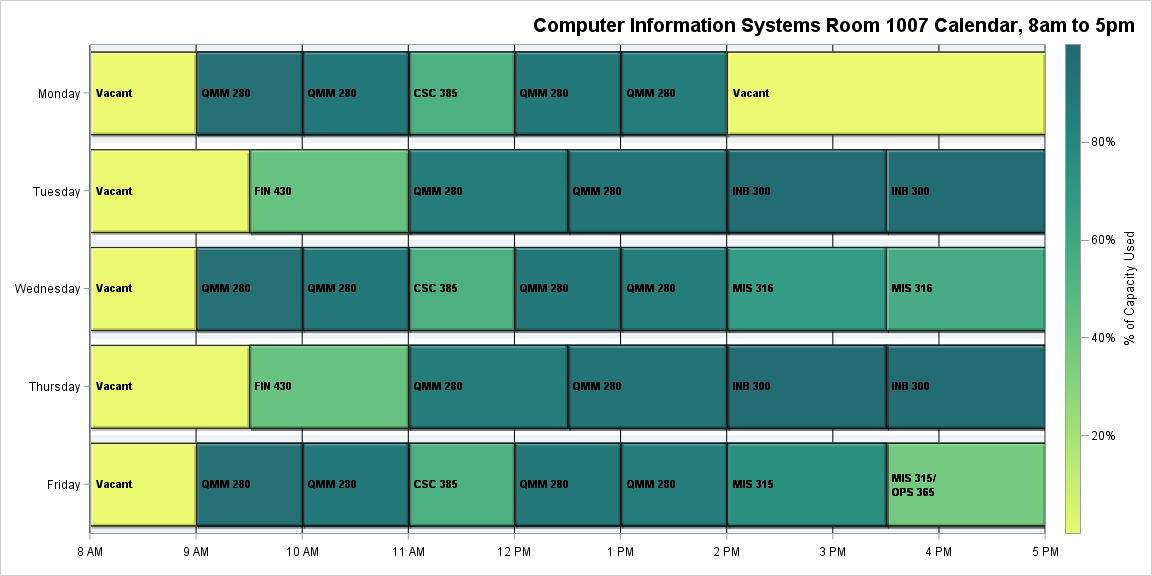 Computer Information Systems Room 1007 Calendar, 8am to 5pm
Monday
Vacant
QMM 280
QMM 280
CSC 385
QMM 280
QMM 280
Vacant
Tuesday
Vacant
FIN 430
QMM 280
QMM 280
INB 300
INB 300
Wednesday
Vacant
QMM 280
QMM 280
CSC 385
QMM 280
QMM 280
MIS 316
MIS 316
Thursday
Vacant
FIN 430
QMM 280
QMM 280
INB 300
INB 300
Friday
Vacant
QMM 280
QMM 280
CSC 385
QMM 280
QMM 280
MIS 315
MIS 315/
OPS 365
8 AM
9 AM
10 AM
11 AM
12 PM
1 PM
2 PM
3 PM
4 PM
5 PM
80%
60%
40%
20%
% of Capacity Used